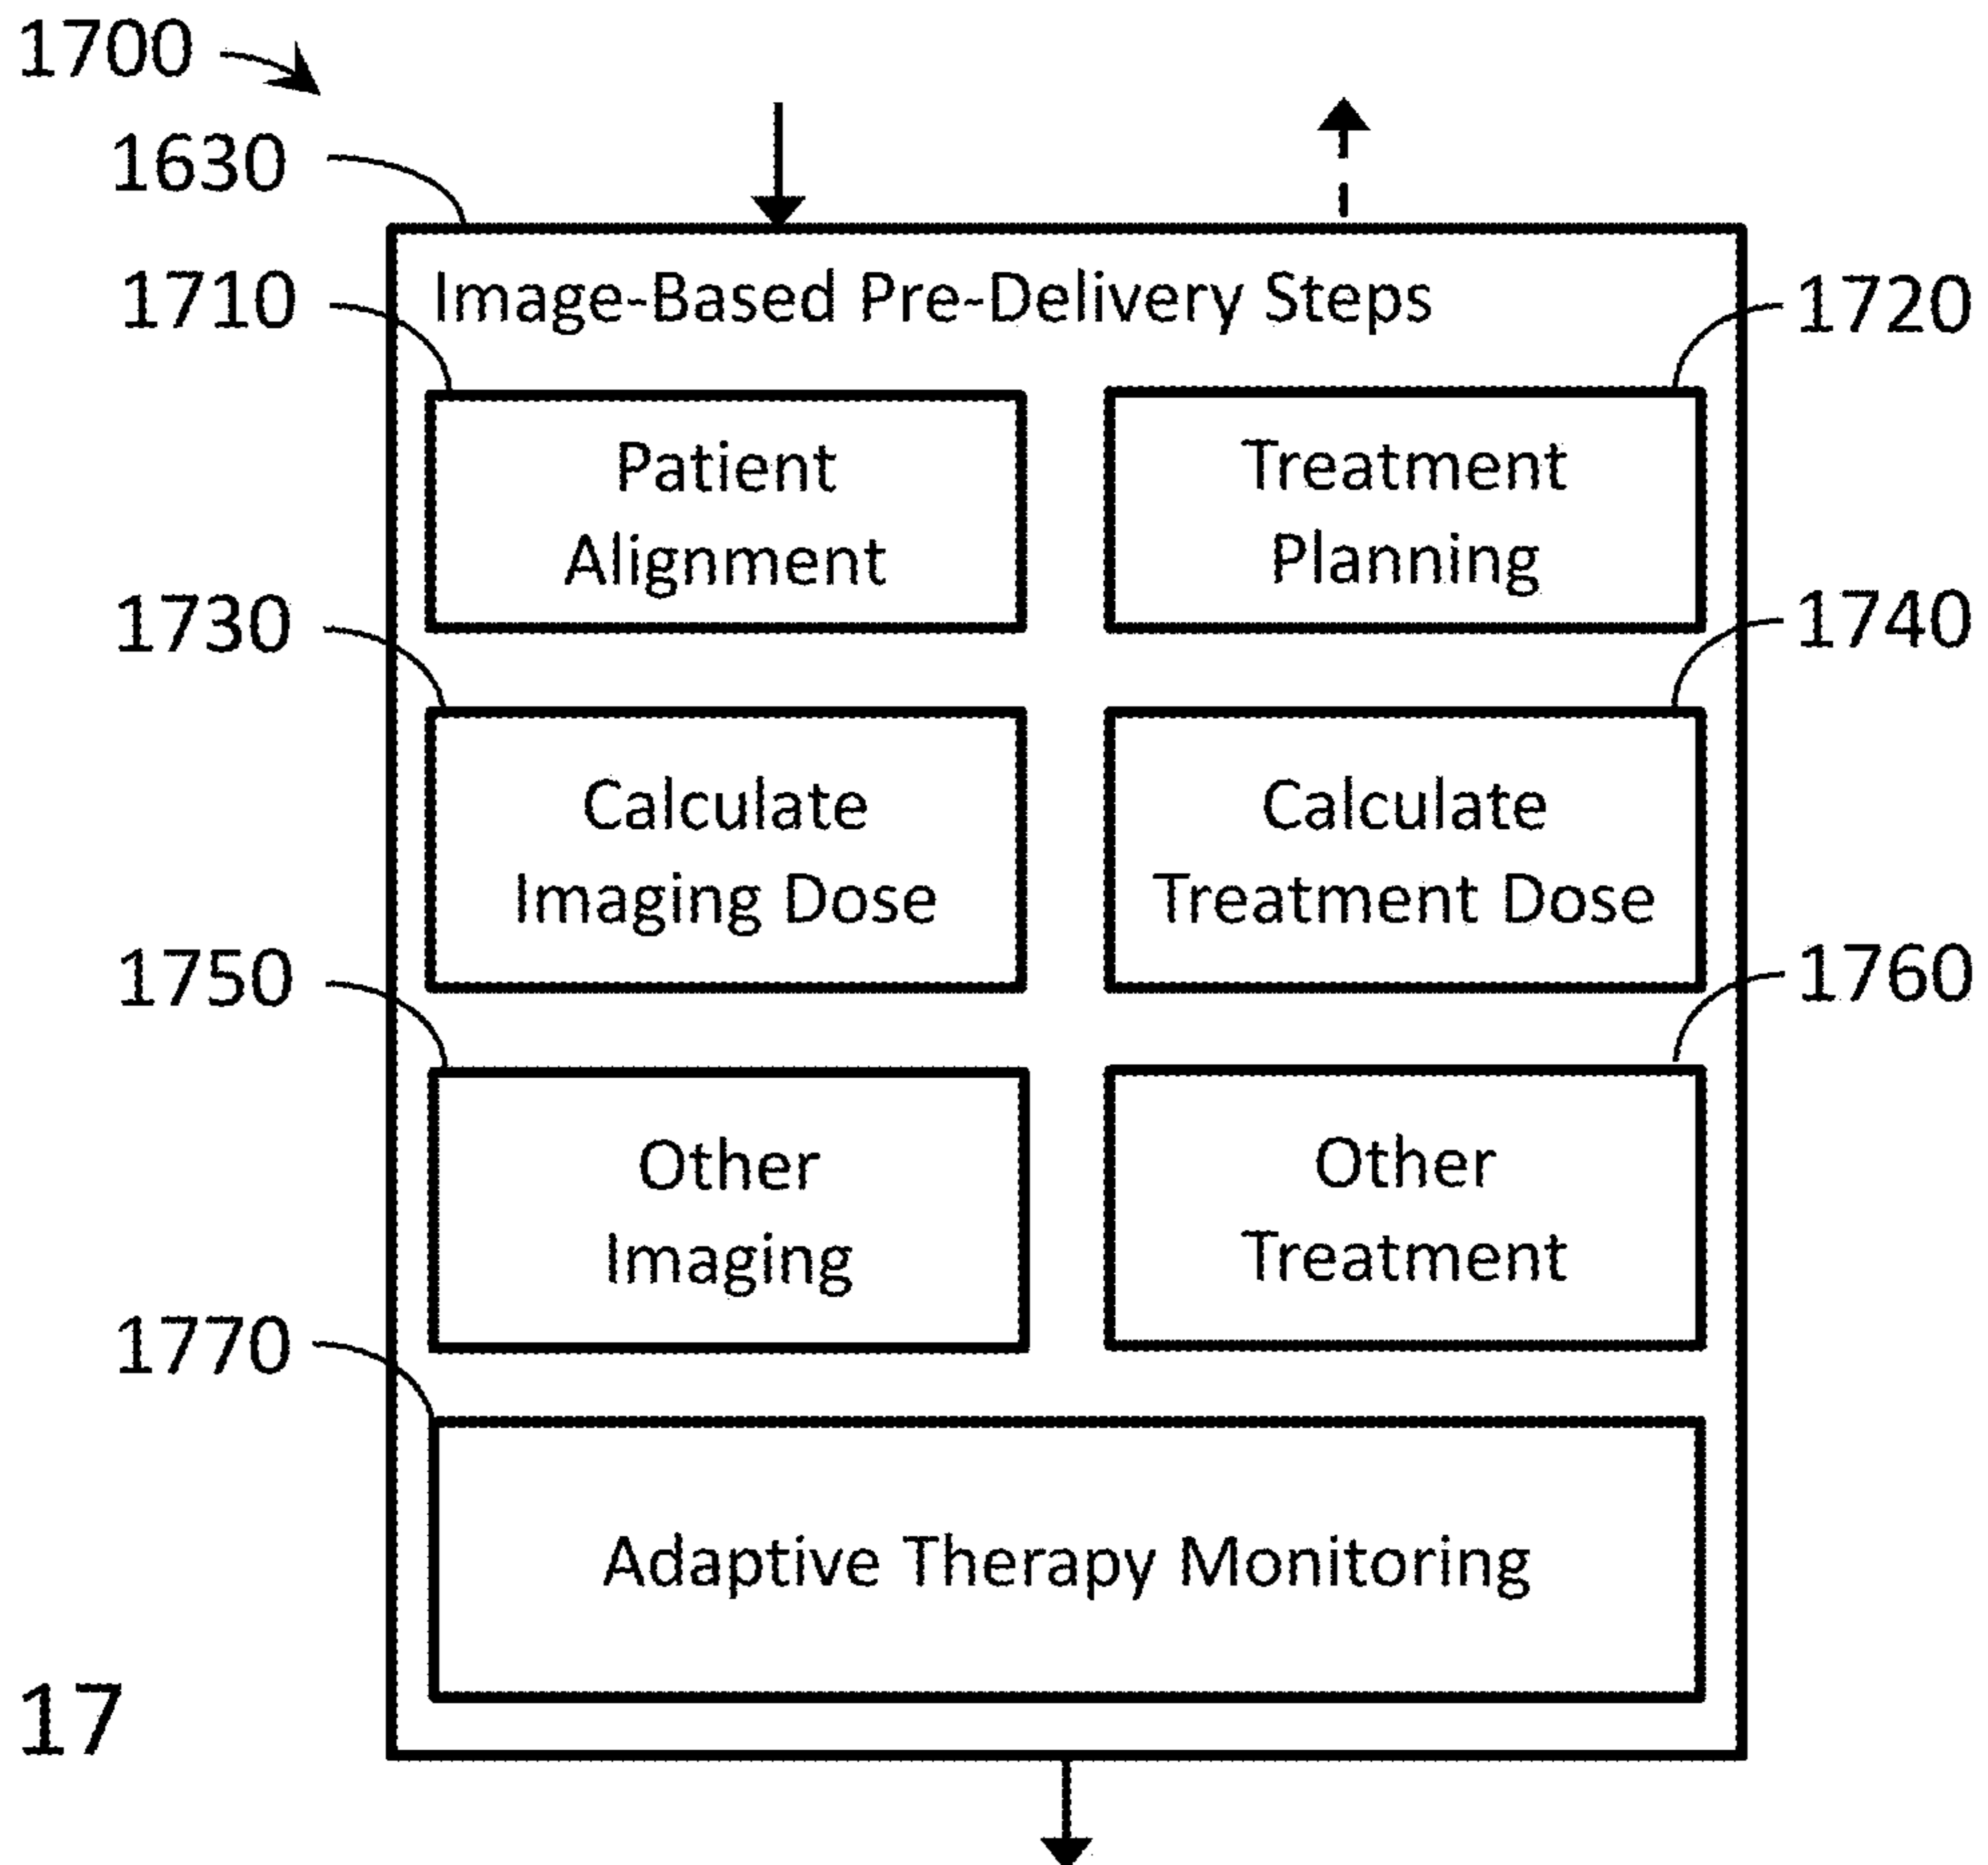 1700
1630
1710
Image-Based Pre-Delivery Steps
1720
Patient
Alignment
Treatment
Planning
1730
1740
Calculate
Imaging Dose
Calculate
Treatment Dose
1750
1760
Other
Imaging
Other
Treatment
1770
Adaptive Therapy Monitoring
17